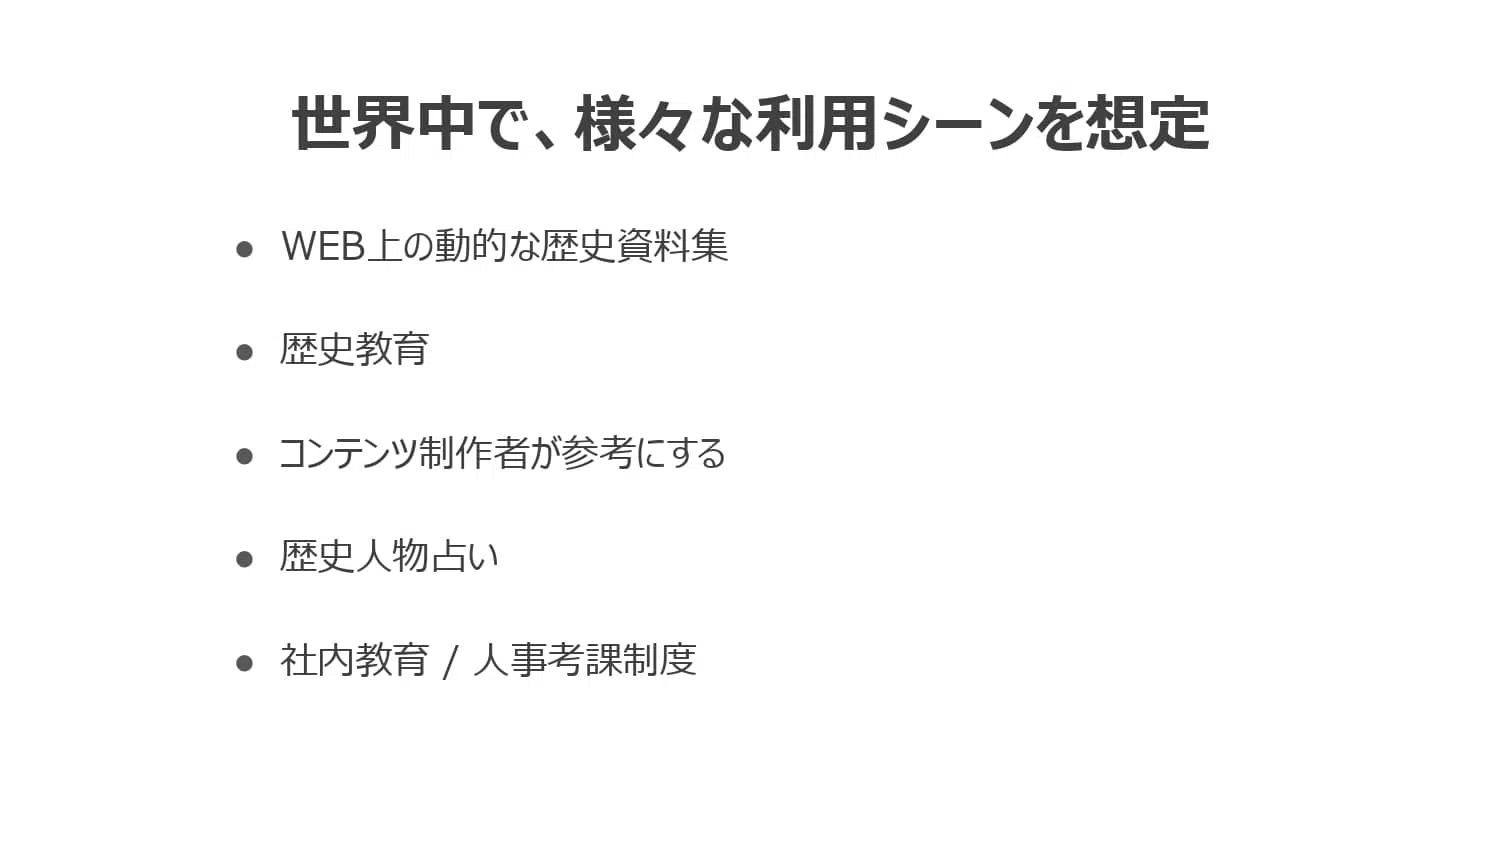 世界中で、様々な利用シーンを想定
● WEB上の動的な歴史資料集
● 歴史教育
● コンテンツ制作者が参考にする
● 歴史人物占い
● 社内教育 / 人事考課制度